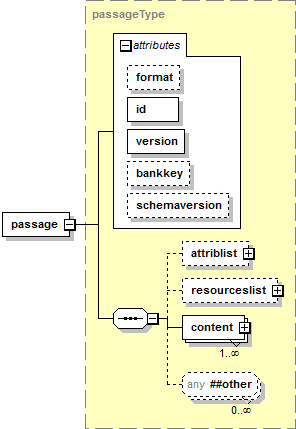 passageType
attributes
format
id
version
bankkey
schemaversion
passage
attriblist
resourceslist
content
1..∞
any ##other
0..∞